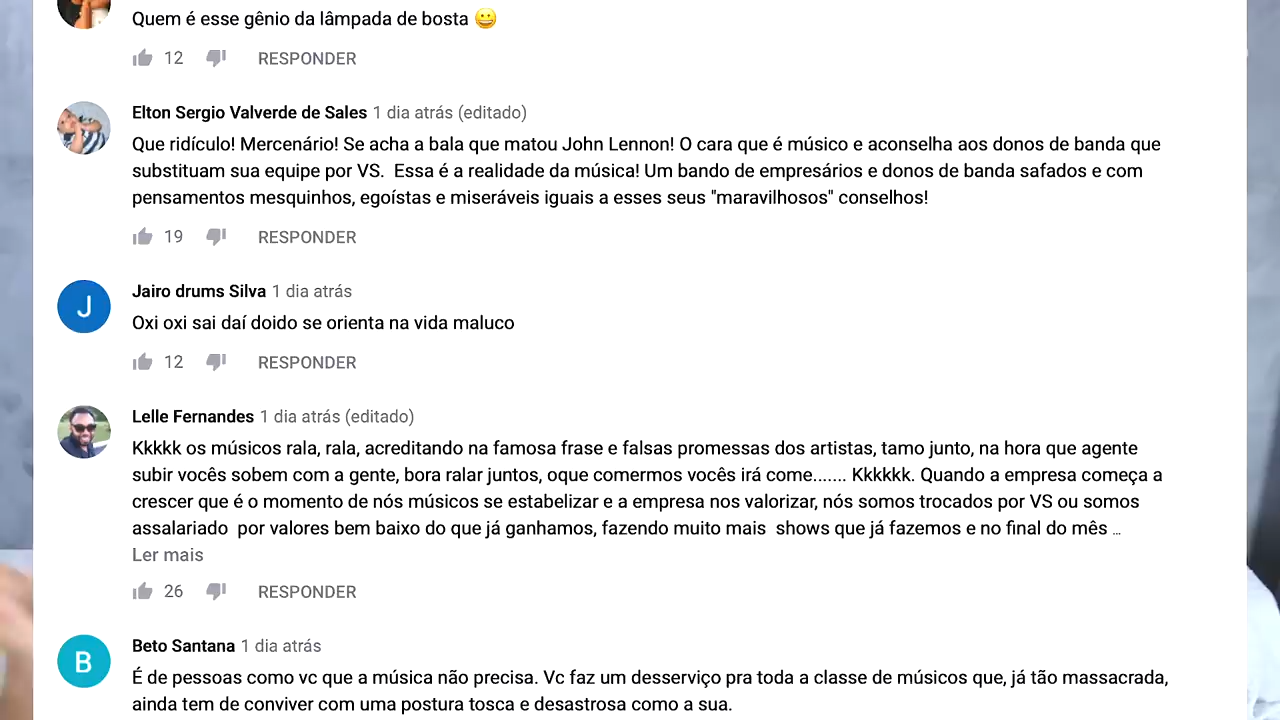 Quem é esse gênio da lâmpada de bosta 😀
12 RESPONDER
Elton Sergio Valverde de Sales 1 dia atrás (editado)
Que ridículo! Mercenário! Se acha a bala que matou John Lennon! O cara que é músico e aconselha aos donos de banda que
substituam sua equipe por VS.  Essa é a realidade da música! Um bando de empresários e donos de banda safados e com
pensamentos mesquinhos, egoístas e miseráveis iguais a esses seus "maravilhosos" conselhos!
19 RESPONDER
J
Jairo drums Silva 1 dia atrás
Oxi oxi sai daí doido se orienta na vida maluco
12 RESPONDER
Lelle Fernandes 1 dia atrás (editado)
Kkkkk os músicos rala, rala, acreditando na famosa frase e falsas promessas dos artistas, tamo junto, na hora que agente
subir vocês sobem com a gente, bora ralar juntos, oque comermos vocês irá come....... Kkkkkk. Quando a empresa começa a
crescer que é o momento de nós músicos se estabelizar e a empresa nos valorizar, nós somos trocados por VS ou somos
assalariado  por valores bem baixo do que já ganhamos, fazendo muito mais  shows que já fazemos e no final do mês ...
Ler mais
26 RESPONDER
B
Beto Santana 1 dia atrás
É de pessoas como vc que a música não precisa. Vc faz um desserviço pra toda a classe de músicos que, já tão massacrada,
ainda tem de conviver com uma postura tosca e desastrosa como a sua.